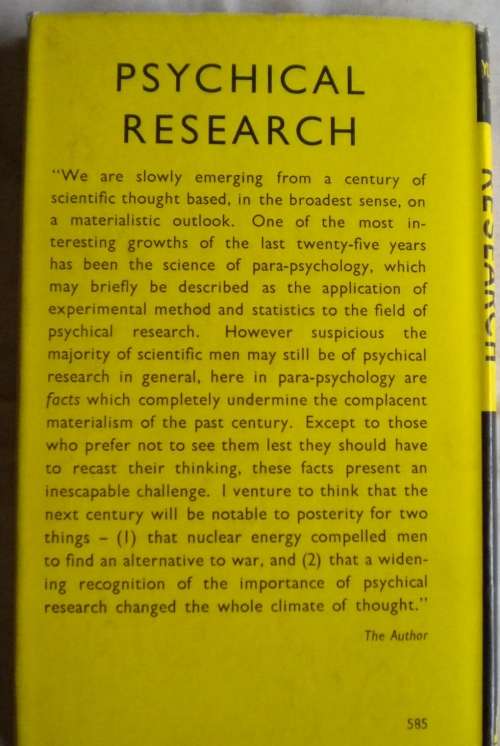 PSYCHICAL
RESEARCH
"We are slowly emerging from a century of
scientific thought based, in the broadest sense, on
a materialistic outlook. One of the most in-
teresting growths of the last twenty-five years
has been the science of para-psychology, which
may briefly be described as the application of
experimental method and statistics to the field of
psychical research. However suspicious the
majority of scientific men may still be of psychical
research in general, here in para-psychology are
facts which completely undermine the complacent
materialism of the past century. Except to those
who prefer not to see them lest they should have
to recast their thinking, these facts present an
inescapable challenge. I venture to think that the
next century will be notable to posterity for two
things – (1) that nuclear energy compelled men
to find an alternative to war, and (2) that a widen-
ing recognition of the importance of psychical
research changed the whole climate of thought."
The Author
585
RESEARCH